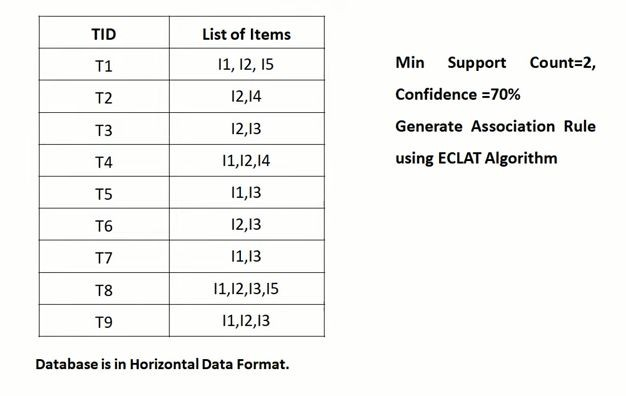 TID List of Items
T1 I1, I2, I5
T2 I2,I4
T3 I2,I3
T4 I1,I2,I4
T5 I1,I3
T6 I2,I3
T7 I1,I3
T8 I1,I2,I3,I5
T9 I1,I2,I3
Database is in Horizontal Data Format.
Min Support Count=2,
Confidence =70%
Generate Association Rule
using ECLAT Algorithm